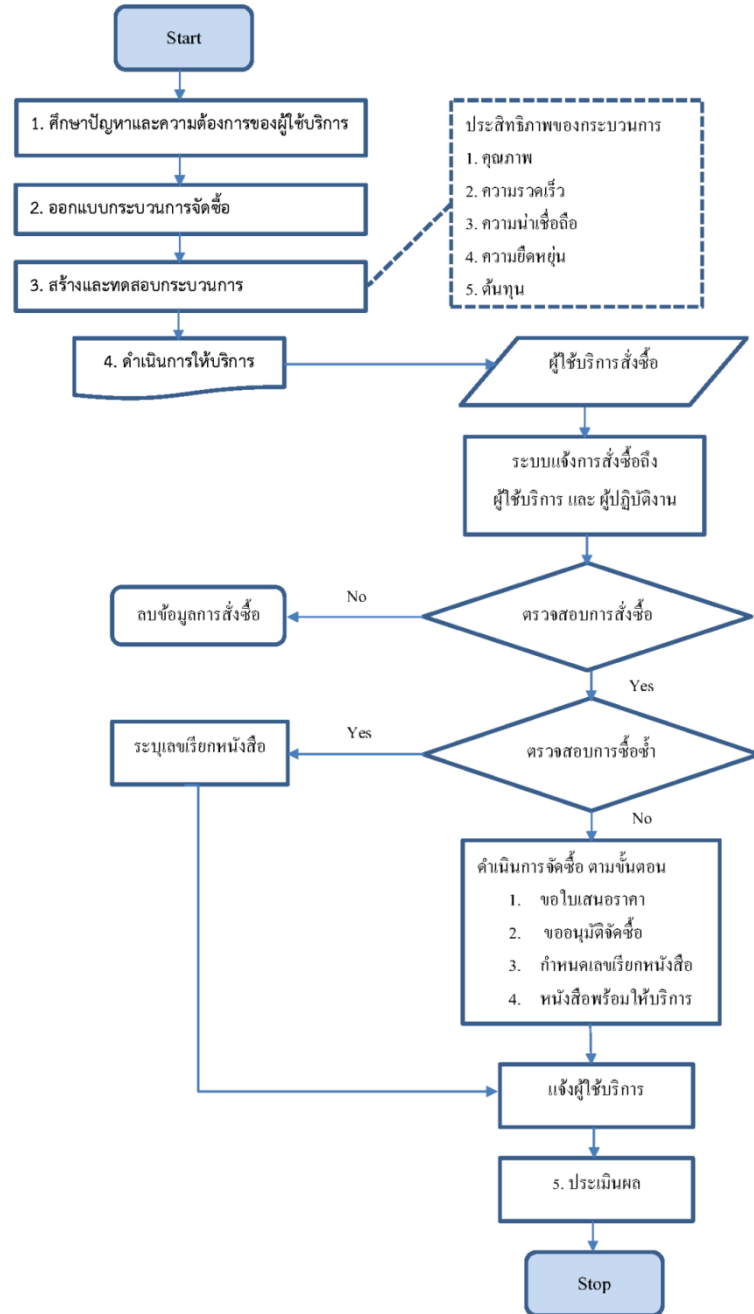 Start
1. ศึกษาปัญหาและความต้องการของผู้ใช้บริการ
2. ออกแบบกระบวนการจัดซื้อ
3. สร้างและทดสอบกระบวนการ
ประสิทธิภาพของกระบวนการ
1. คุณภาพ
2. ความรวดเร็ว
3. ความน่าเชื่อถือ
4. ความยืดหยุ่น
5. ต้นทุน
4. ดำเนินการให้บริการ
ผู้ใช้บริการสั่งซื้อ
ระบบแจ้งการสั่งซื้อถึง
ผู้ใช้บริการ และ ผู้ปฏิบัติงาน
ตรวจสอบการสั่งซื้อ
No
ลบข้อมูลการสั่งซื้อ
Yes
ตรวจสอบการซื้อซ้ำ
Yes
ระบุเลขเรียกหนังสือ
No
ดำเนินการจัดซื้อ ตามขั้นตอน
1. ขอใบเสนอราคา
2. ขออนุมัติจัดซื้อ
3. กำหนดเลขเรียกหนังสือ
4. หนังสือพร้อมให้บริการ
แจ้งผู้ใช้บริการ
5. ประเมินผล
Stop